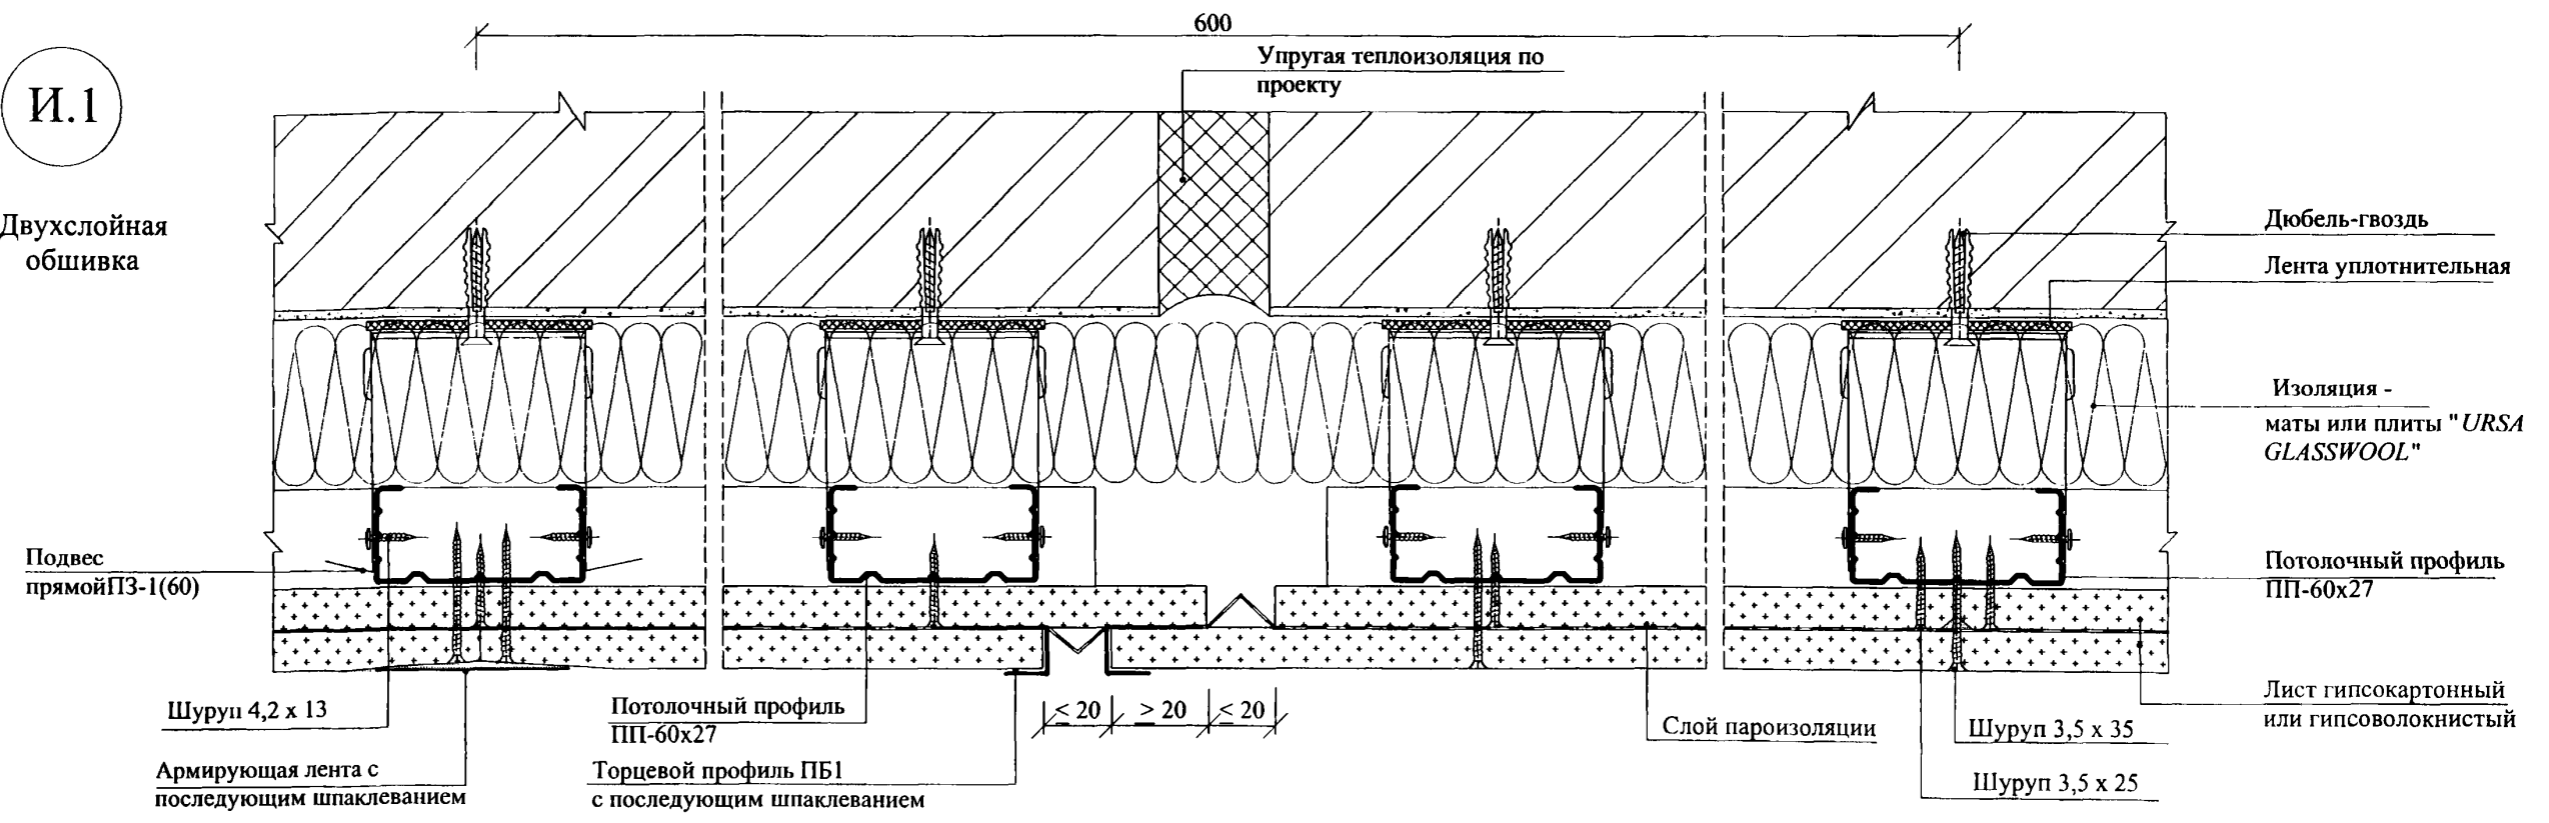 600
Упругая теплоизоляция по
проекту
И.1
Двухслойная
обшивка
Дюбель-гвоздь
Лента уплотнительная
Изоляция -
маты или плиты "URSA
GLASSWOOL"
Подвес
прямойПЗ-1(60)
Потолочный профиль
ПП-60х27
Лист гипсокартонный
или гипсоволокнистый
Шуруп 4,2 х 13
Потолочный профиль
ПП-60х27
≤ 20
≥ 20
≤ 20
Слой пароизоляции
Шуруп 3,5 х 35
Армирующая лента с
последующим шпаклеванием
Торцевой профиль ПБ1
с последующим шпаклеванием
Шуруп 3,5 х 25